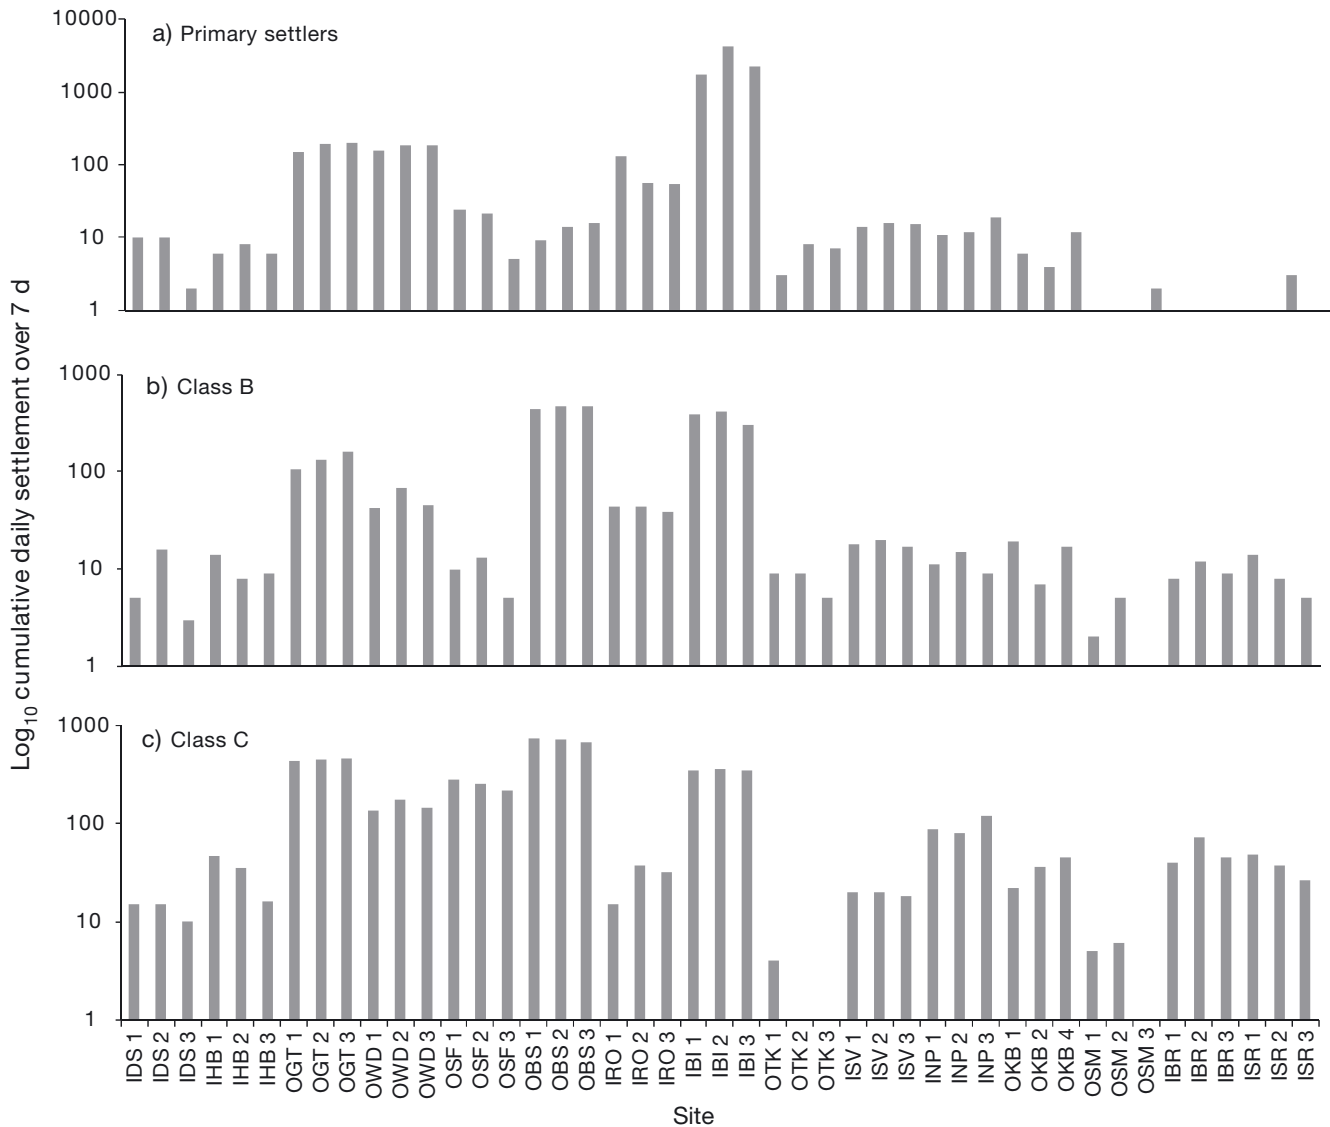 Log10 cumulative daily settlement over 7 d
a) Primary settlers
10000
1000
100
10
1
b) Class B
1000
100
10
1
c) Class C
1000
100
10
1
IDS 1
IDS 2
IDS 3
IHB 1
IHB 2
IHB 3
OGT 1
OGT 2
OGT 3
OWD 1
OWD 2
OWD 3
OSF 1
OSF 2
OSF 3
OBS 1
OBS 2
OBS 3
IRO 1
IRO 2
IRO 3
IBI 1
IBI 2
IBI 3
OTK 1
OTK 2
OTK 3
ISV 1
ISV 2
ISV 3
INP 1
INP 2
INP 3
OKB 1
OKB 2
OKB 4
OSM 1
OSM 2
OSM 3
IBR 1
IBR 2
IBR 3
ISR 1
ISR 2
ISR 3
Site